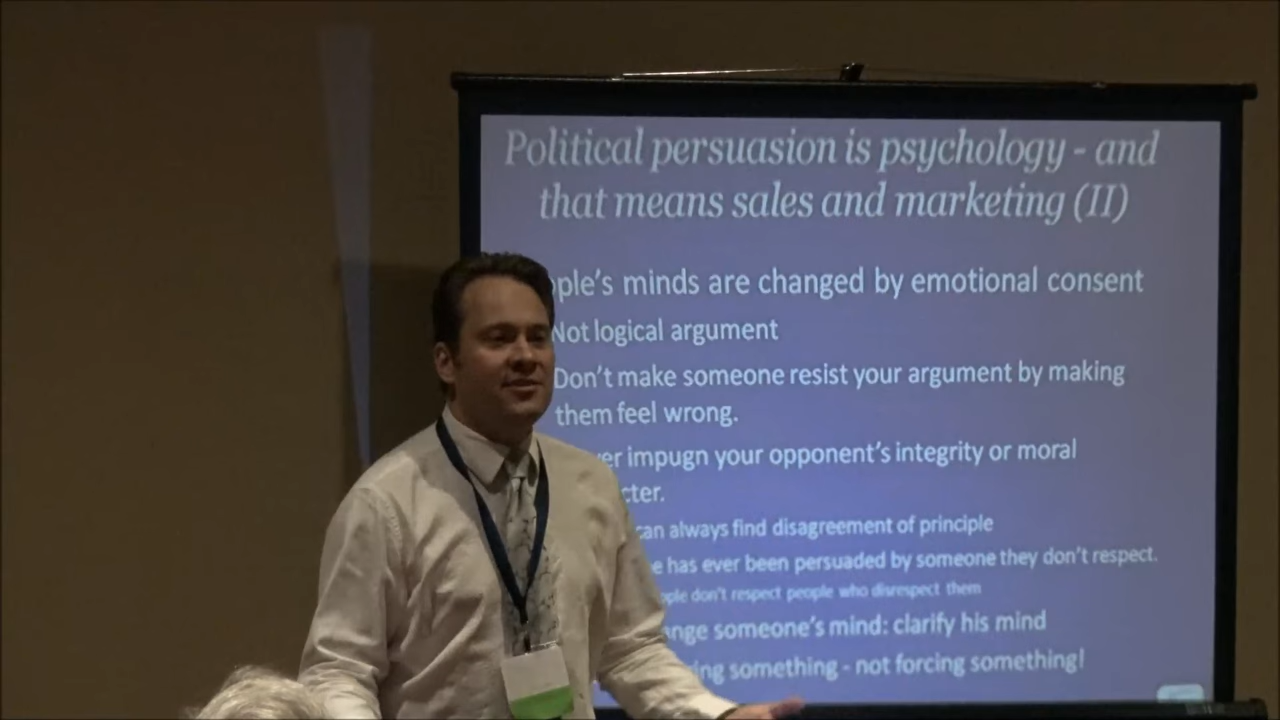 Political persuasion is psychology - and
that means sales and marketing (II)
ople's minds are changed by emotional consent
Not logical argument
Don't make someone resist your argument by making
them feel wrong.
er impugn your opponent's integrity or moral
cter.
can always find disagreement of principle
e has ever been persuaded by someone they don't respect.
ple don't respect people who disrespect them
nge someone's mind: clarify his mind
ing something - not forcing something!